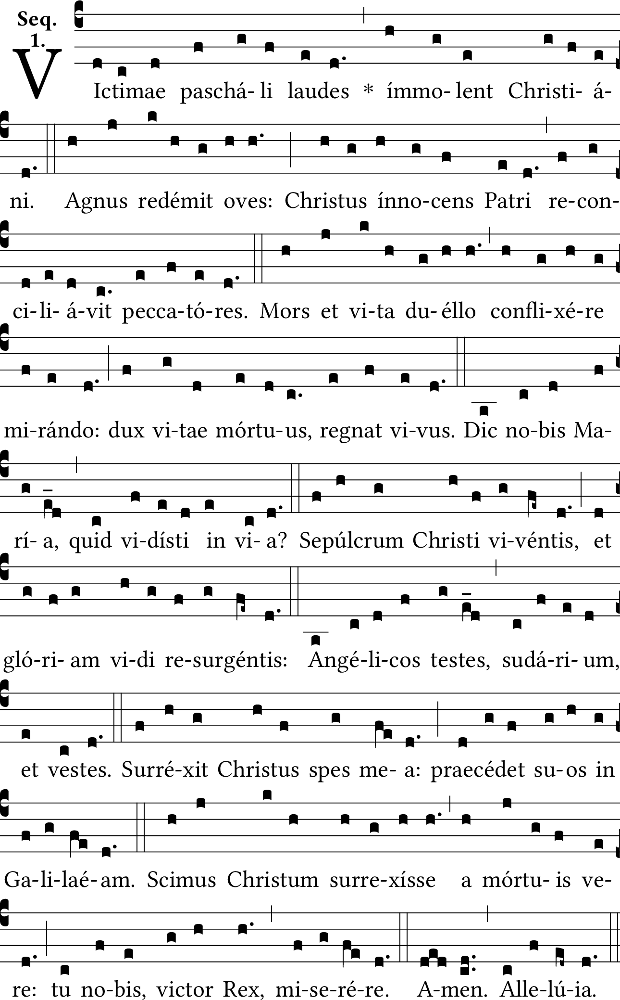 Seq.
1.
VIctimae paschá-li laudes * ímmo-lent Christi-á-
ni. Agnus redémit oves: Christus ínno-cens Patri re-con-
ci-li-á-vit pecca-tó-res. Mors et vi-ta du-éllo confli-xé-re
mi-rándo: dux vi-tae mórtu-us, regnat vi-vus. Dic no-bis Ma-
rí-a, quid vi-dísti in vi-a? Sepúlcrum Christi vi-véntis, et
gló-ri-am vi-di re-surgéntis: Angé-li-cos testes, sudá-ri-um,
et vestes. Surré-xit Christus spes me-a: praecédet su-os in
Ga-li-laé-am. Scimus Christum surre-xísse a mórtu-is ve-
re: tu no-bis, victor Rex, mi-se-ré-re. A-men. Alle-lú-ia.